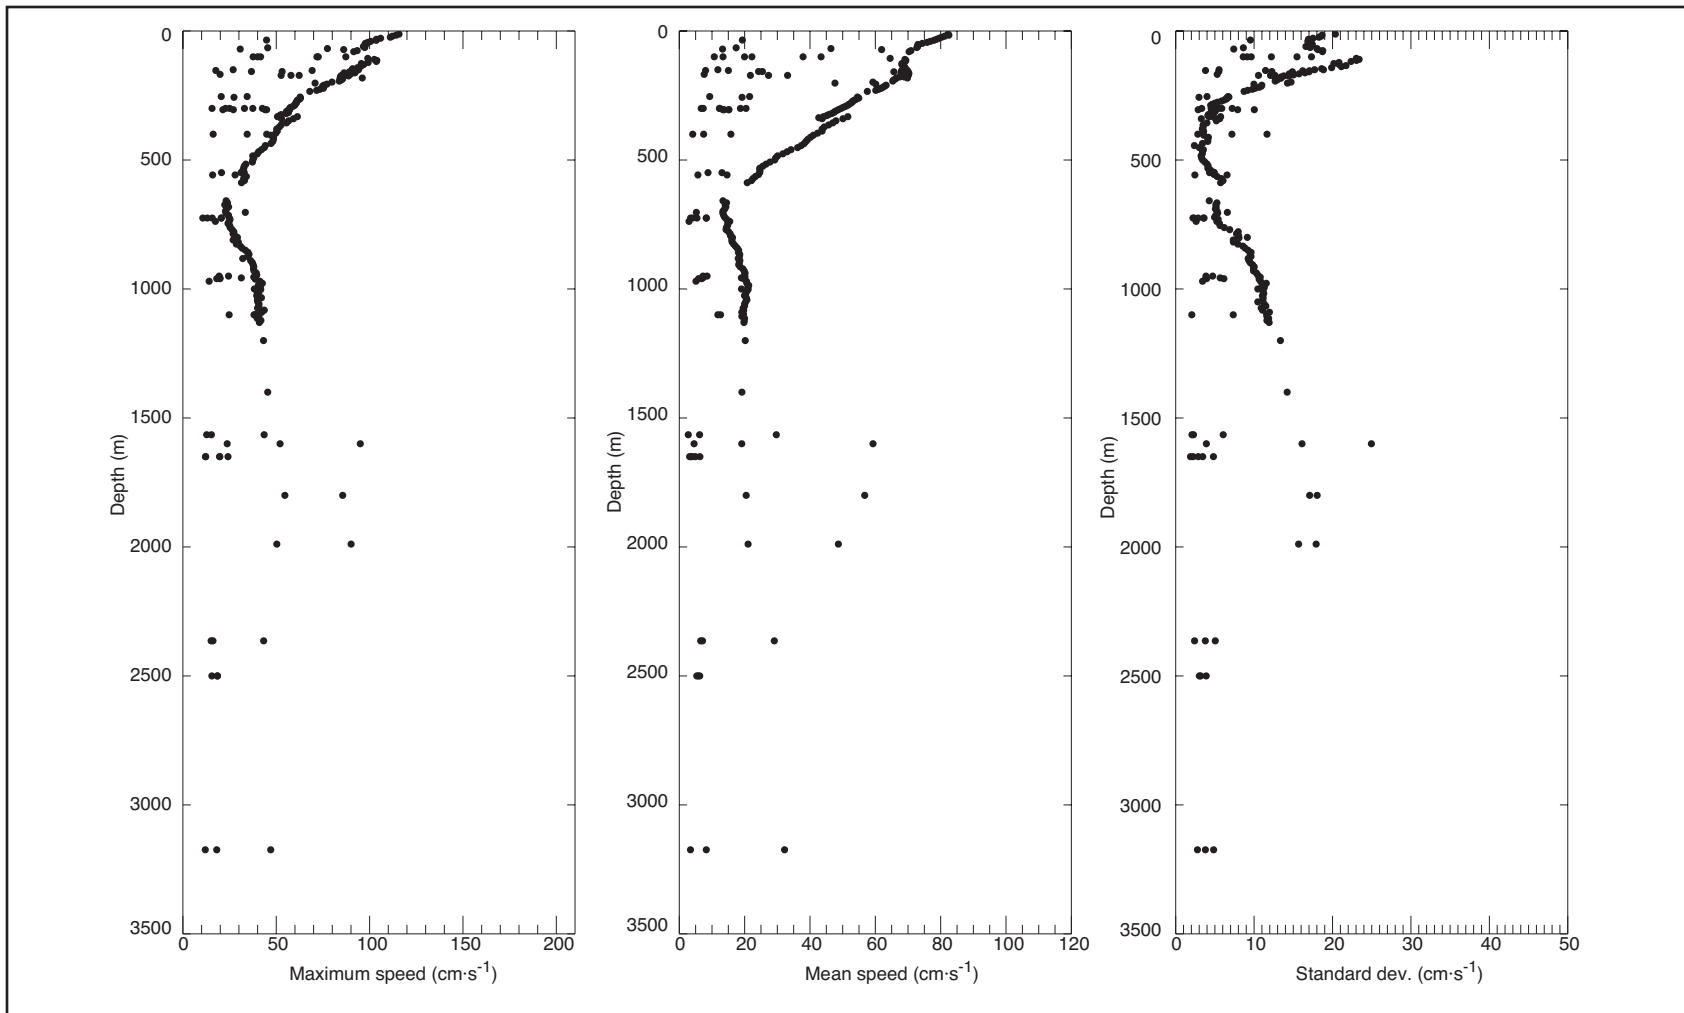 0
500
1000
1500
2000
2500
3000
3500
Depth (m)
0 50 100 150 200
Maximum speed (cm·s-1)
0
500
1000
1500
2000
2500
3000
3500
Depth (m)
0 20 40 60 80 100 120
Mean speed (cm·s-1)
0
500
1000
1500
2000
2500
3000
3500
Depth (m)
0 10 20 30 40 50
Standard dev. (cm·s-1)